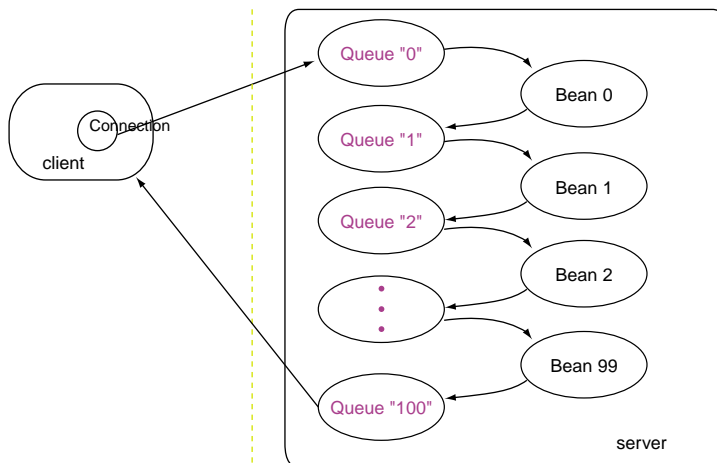 Queue "0"
Bean 0
Connection
client
Queue "1"
Bean 1
Queue "2"
Bean 2
Bean 99
Queue "100"
server